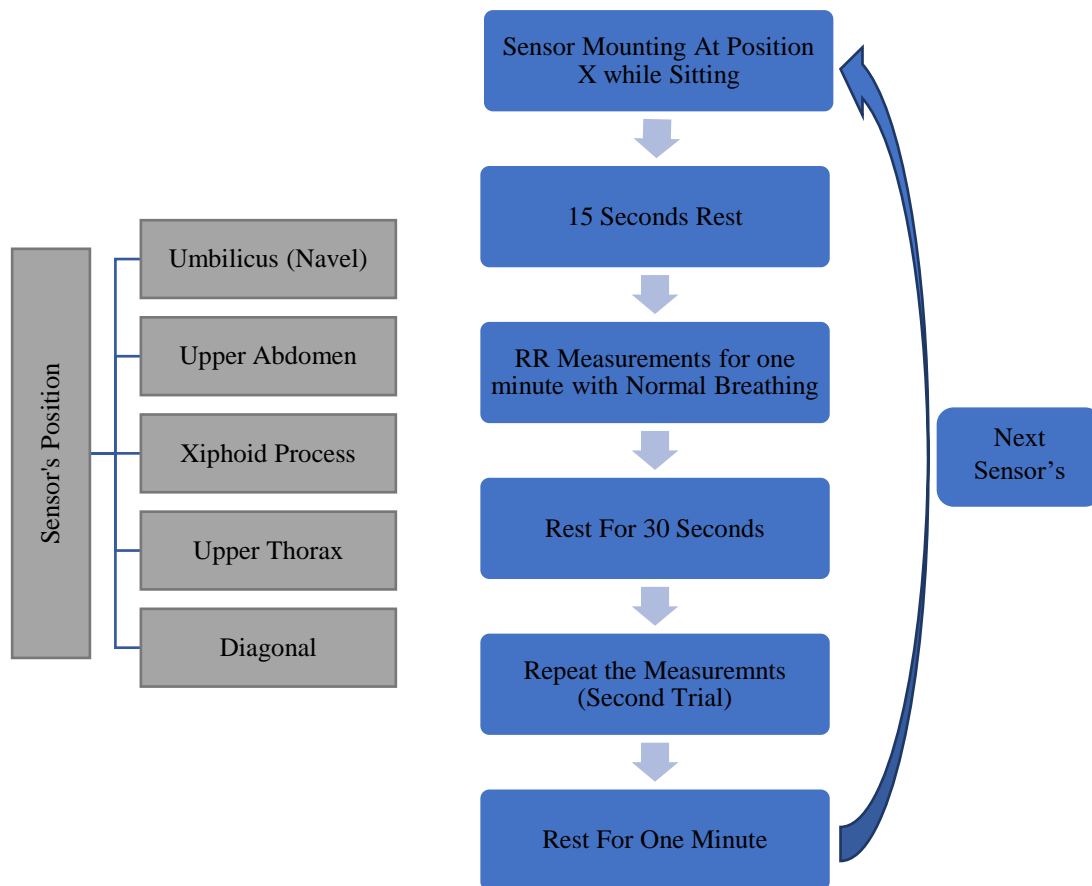 Sensor's Position
Umbilicus (Navel)
Upper Abdomen
Xiphoid Process
Upper Thorax
Diagonal
Sensor Mounting At Position
X while Sitting
15 Seconds Rest
RR Measurements for one
minute with Normal Breathing
Rest For 30 Seconds
Repeat the Measuremnts
(Second Trial)
Rest For One Minute
Next
Sensor’s